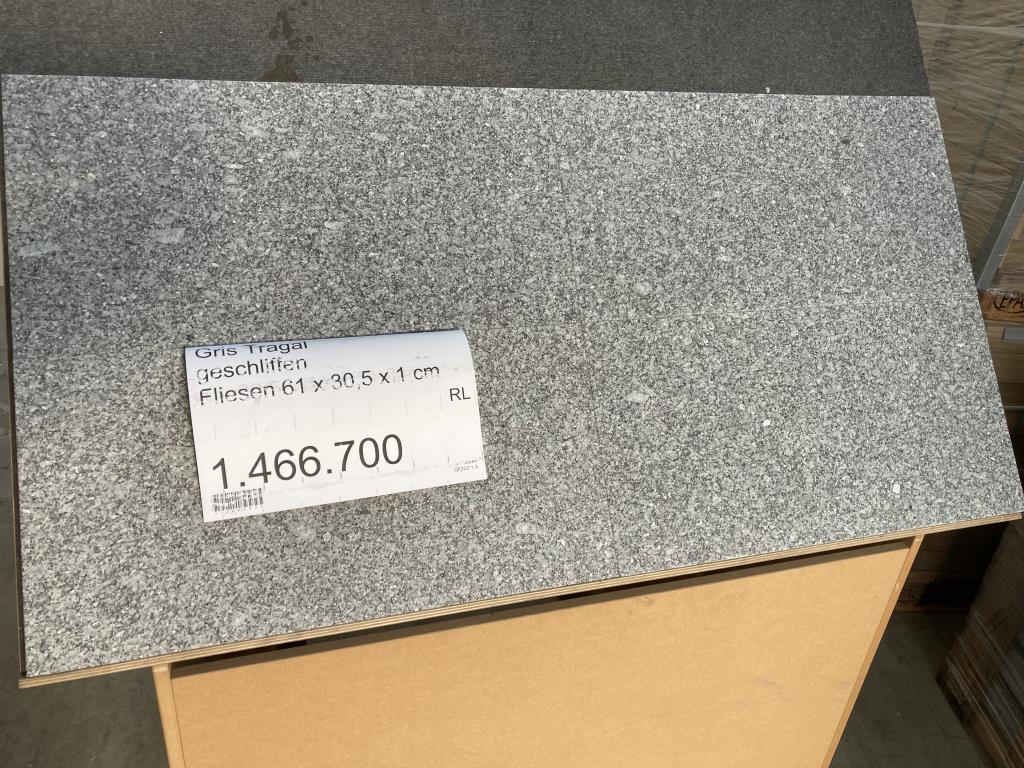 Gris Tragal
geschliffen
Fliesen 61 x 30,5 x 1 cm
RL
1.466.700